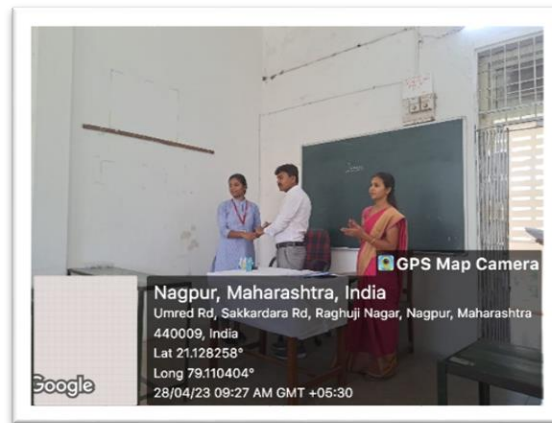 GPS Map Camera
Nagpur, Maharashtra, India
Umred Rd, Sakkardara Rd, Raghuji Nagar, Nagpur, Maharashtra
440009, India
Lat 21.128258°
Long 79.110404°
28/04/23 09:27 AM GMT +05:30
Google